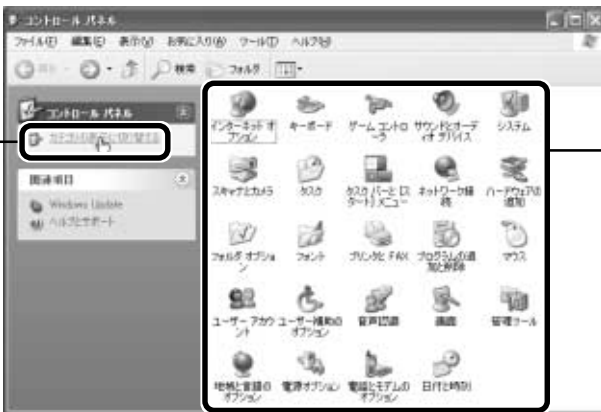 コントロール パネル
ファイル(F) 編集(E) 表示(V) お気に入り(A) ツール(T) ヘルプ(H)
検索 フォルダ
コントロール パネル
カテゴリの表示に切り替える
関連項目
Windows Update
ヘルプとサポート
インターネット オプション
キーボード
ゲーム コントローラ
サウンドとオーディオ デバイス
システム
スキャナとカメラ
タスク
タスク バーと [スタート] メニュー
ネットワーク接続
ハードウェアの追加
フォルダ オプション
フォント
プリンタと FAX
プログラムの追加と削除
マウス
ユーザー アカウント
ユーザー補助のオプション
音声認識
画面
管理ツール
地域と言語のオプション
電源オプション
電話とモデムのオプション
日付と時刻